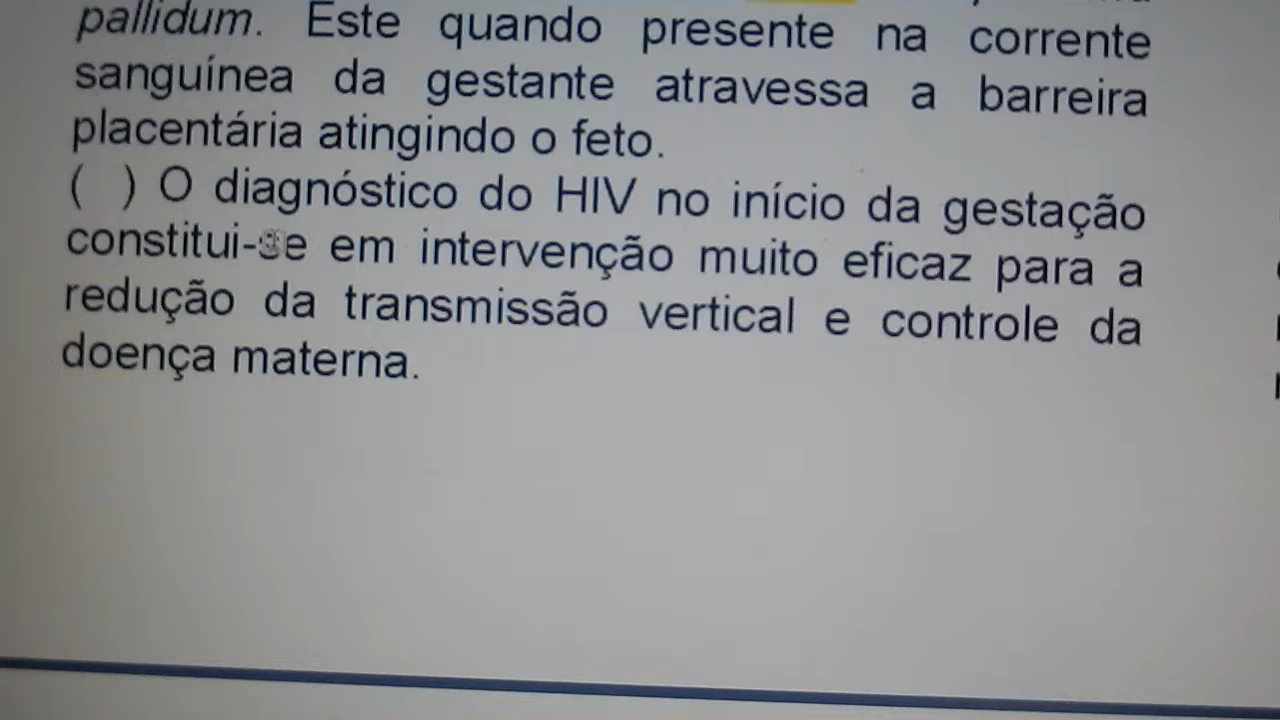 pallidum. Este quando presente na corrente
sanguínea da gestante atravessa a barreira
placentária atingindo o feto.
( ) O diagnóstico do HIV no início da gestação
constitui-se em intervenção muito eficaz para a
redução da transmissão vertical e controle da
doença materna.